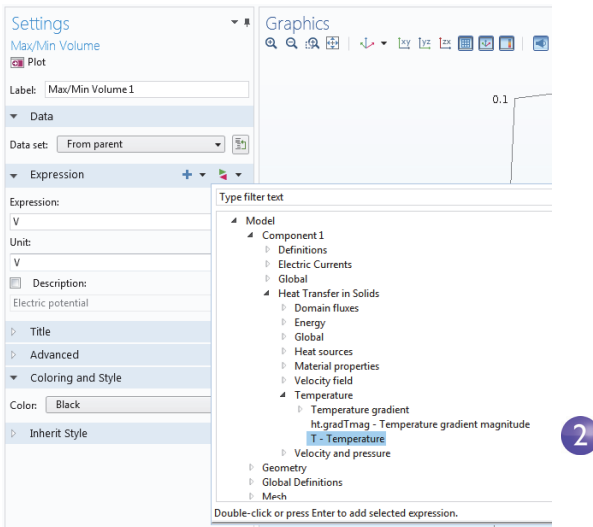 Settings
Max/Min Volume
Plot
Label: Max/Min Volume 1
Data
Data set: From parent
Expression
Expression:
V
Unit:
V
Description:
Electric potential
Title
Advanced
Coloring and Style
Color: Black
Inherit Style
Graphics
xy yz zx
0.1
Type filter text
Model
Component 1
Definitions
Electric Currents
Global
Heat Transfer in Solids
Domain fluxes
Energy
Global
Heat sources
Material properties
Velocity field
Temperature
Temperature gradient
ht.gradTmag - Temperature gradient magnitude
T - Temperature
Velocity and pressure
Geometry
Global Definitions
Mesh
Double-click or press Enter to add selected expression.
2